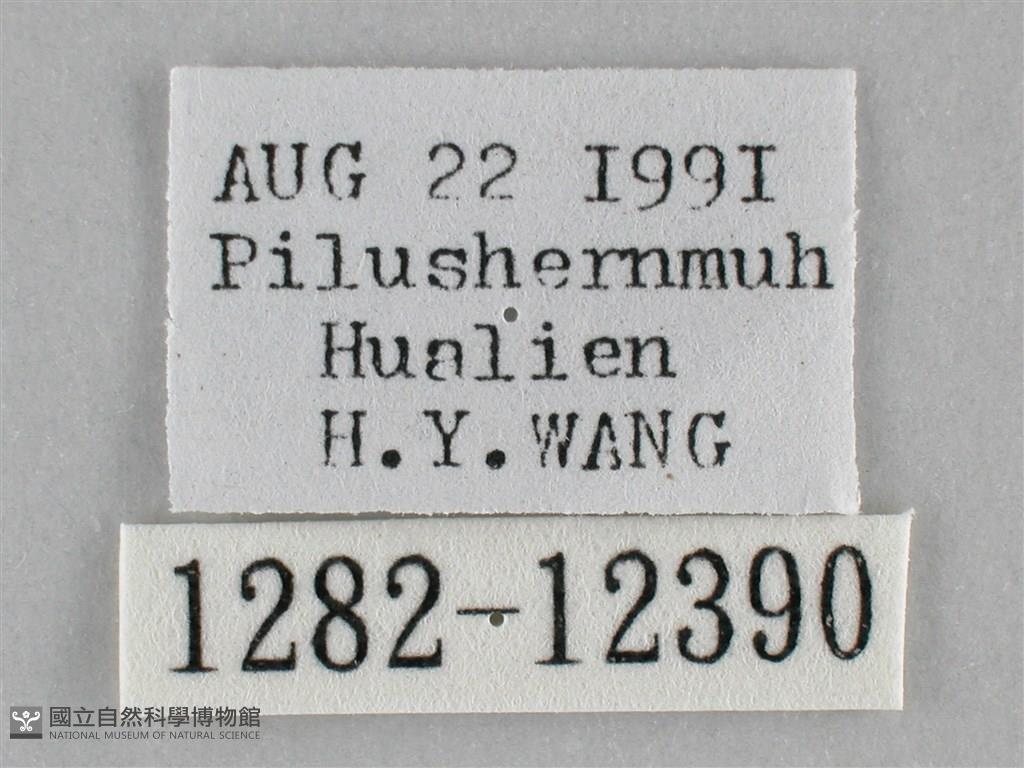 AUG 22 1991
Pilushernmuh
Hualien
H.Y.WANG
1282-12390
國立自然科學博物館
NATIONAL MUSEUM OF NATURAL SCIENCE